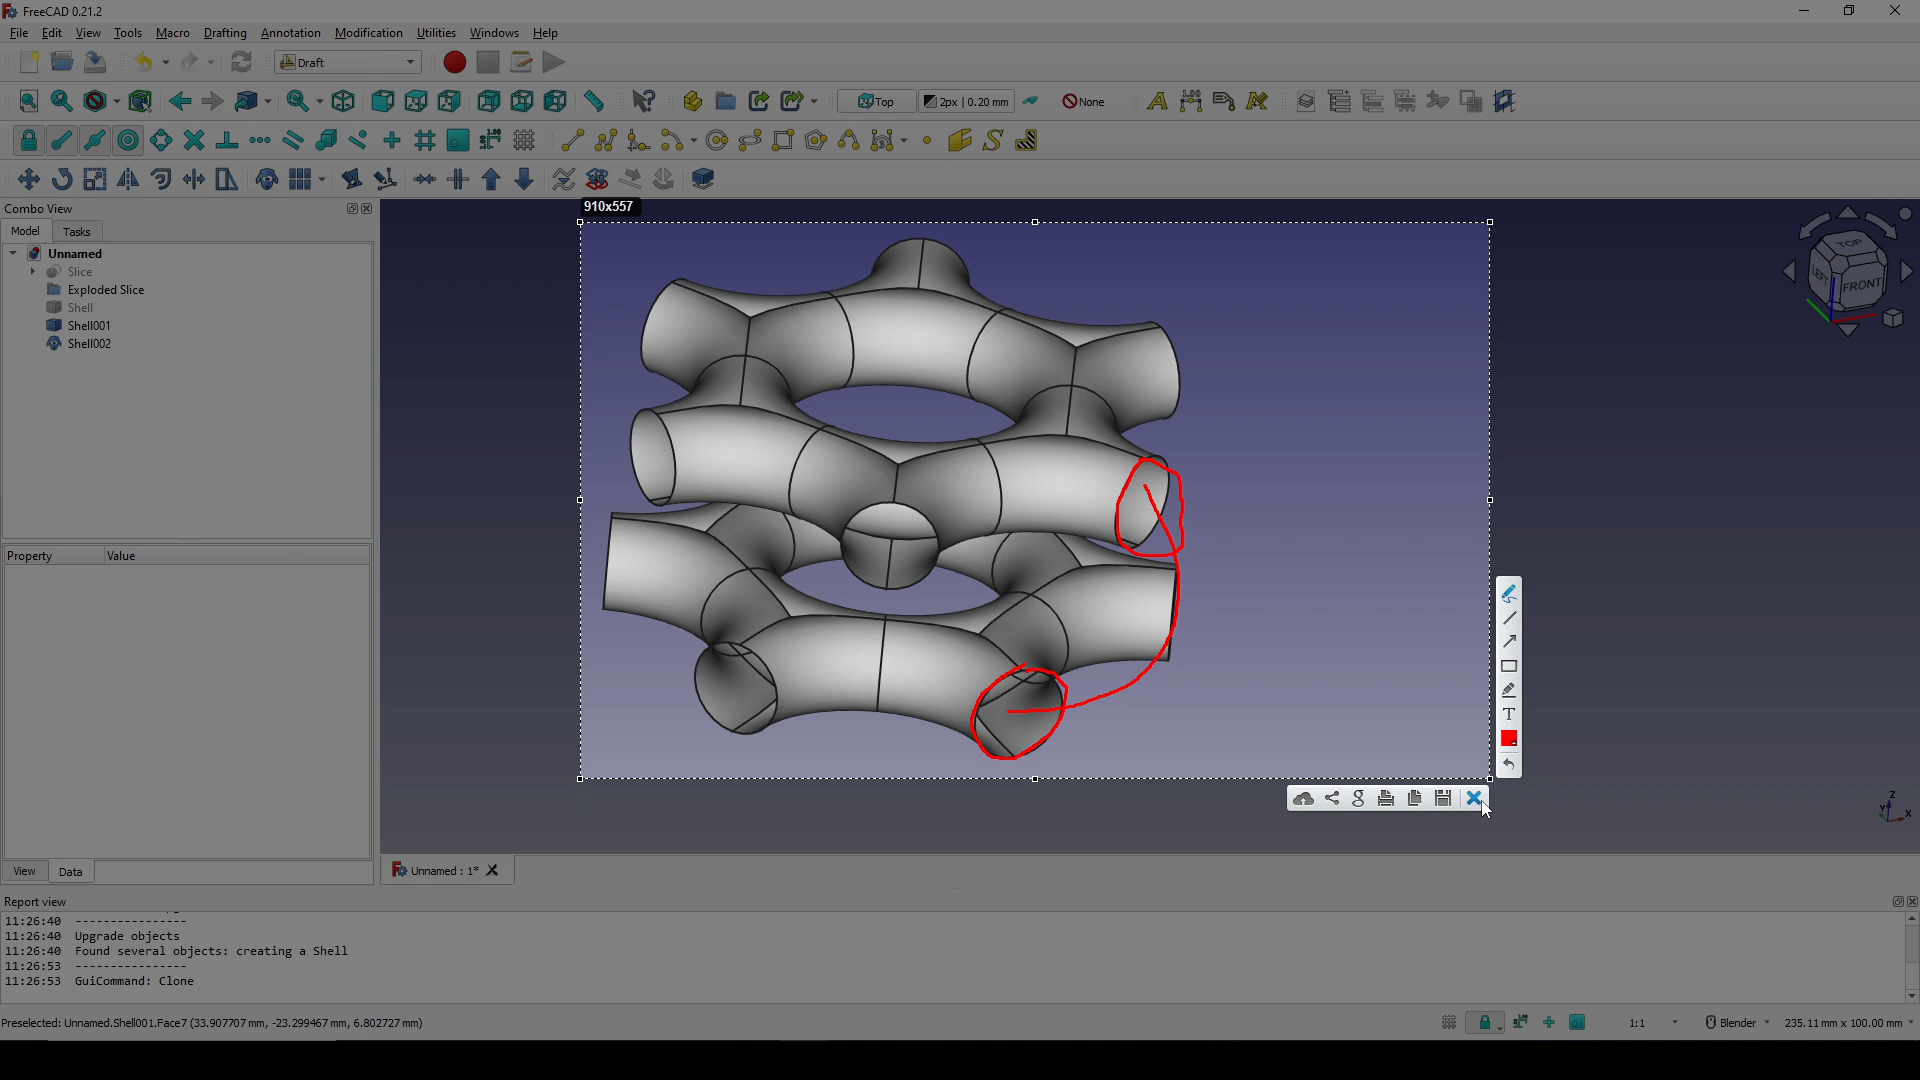 FreeCAD 0.21.2
File Edit View Tools Macro Drafting Annotation Modification Utilities Windows Help
Draft
Top 2px | 0.20 mm None
Combo View
910x557
Model Tasks
Unnamed
Slice
Exploded Slice
Shell
Shell001
Shell002
TOP
LEFT
FRONT
Property Value
T
g
Z
Y
X
View Data
Unnamed : 1*
Report view
11:26:40 ----------------
11:26:40 Upgrade objects
11:26:40 Found several objects: creating a Shell
11:26:53 ----------------
11:26:53 GuiCommand: Clone
Preselected: Unnamed.Shell001.Face7 (33.907707 mm, -23.299467 mm, 6.802727 mm)
1:1 Blender 235.11 mm x 100.00 mm